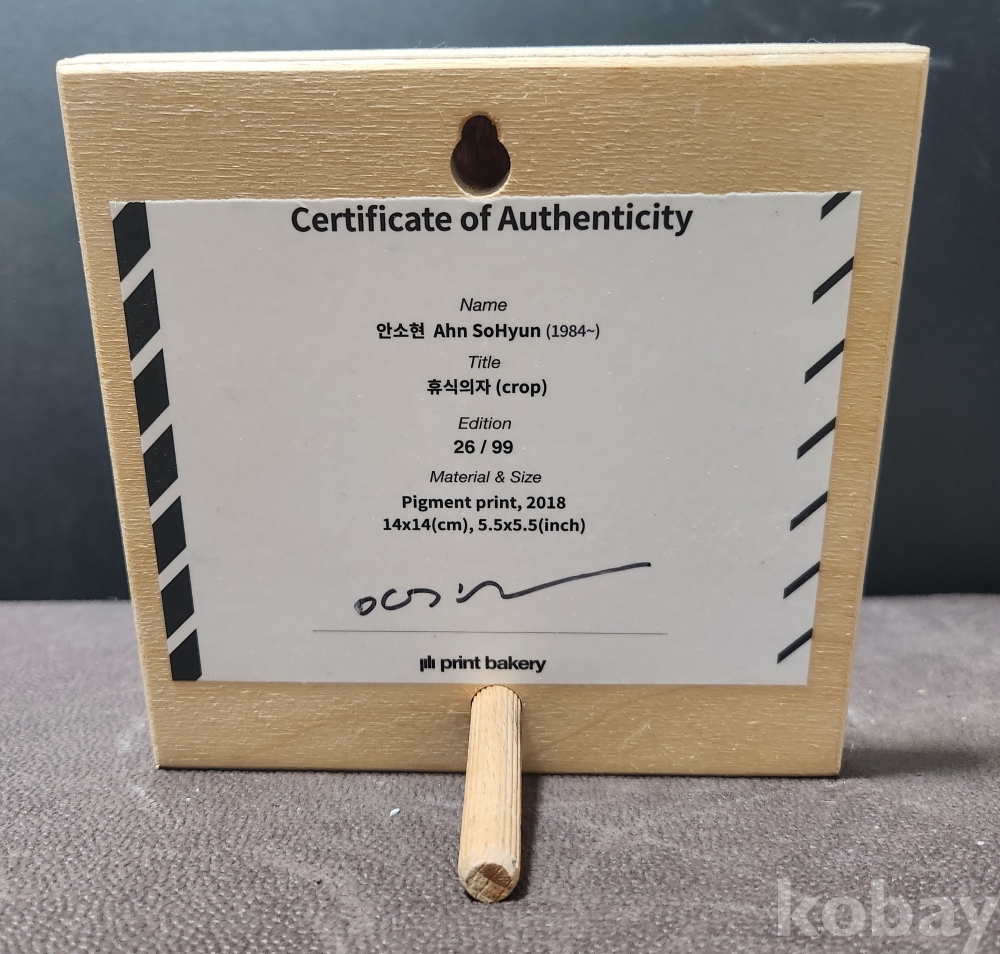 Certificate of Authenticity
Name
안소현 Ahn SoHyun (1984~)
Title
휴식의자 (crop)
Edition
26 / 99
Material & Size
Pigment print, 2018
14x14(cm), 5.5x5.5(inch)
print bakery
kobay